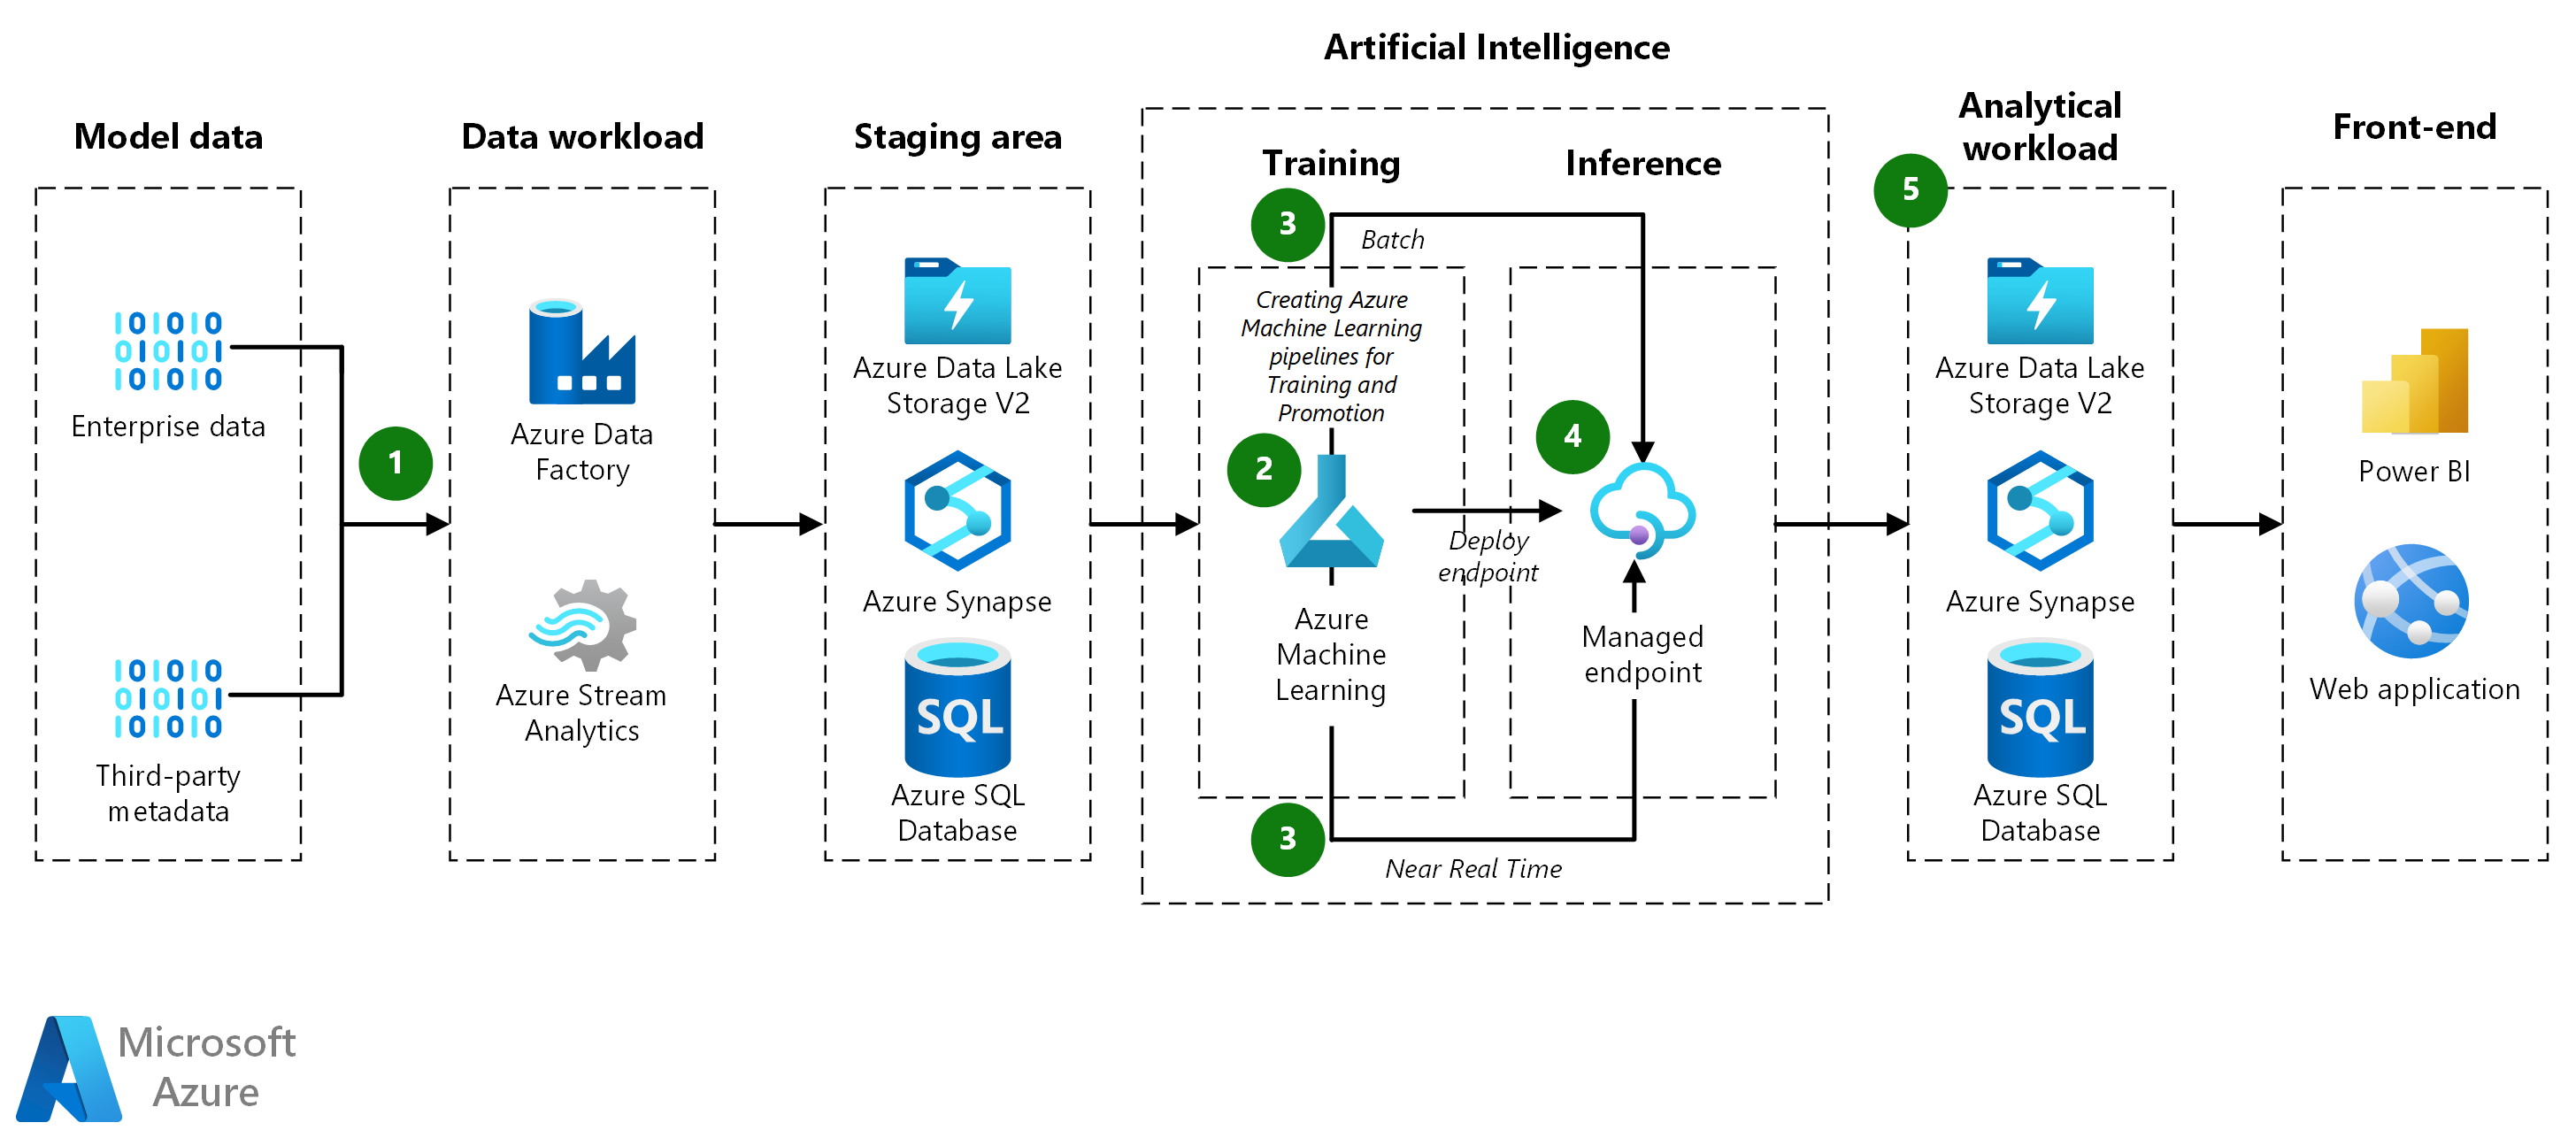 Artificial Intelligence
Model data
Enterprise data
Third-party
metadata
1
Data workload
Azure Data
Factory
Azure Stream
Analytics
Staging area
Azure Data Lake
Storage V2
Azure Synapse
SQL
Azure SQL
Database
Training
3
Batch
Creating Azure
Machine Learning
pipelines for
Training and
Promotion
2
Deploy
endpoint
Azure
Machine
Learning
3
Near Real Time
Inference
4
Managed
endpoint
Analytical
workload
5
Azure Data Lake
Storage V2
Azure Synapse
SQL
Azure SQL
Database
Front-end
Power BI
Web application
Microsoft
Azure